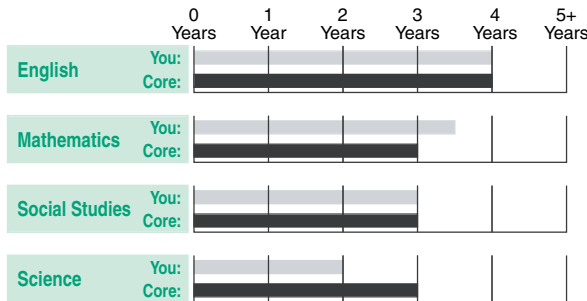 0 1 2 3 4 5+
Years Year Years Years Years Years
English You:
Core:
Mathematics You:
Core:
Social Studies You:
Core:
Science You:
Core: